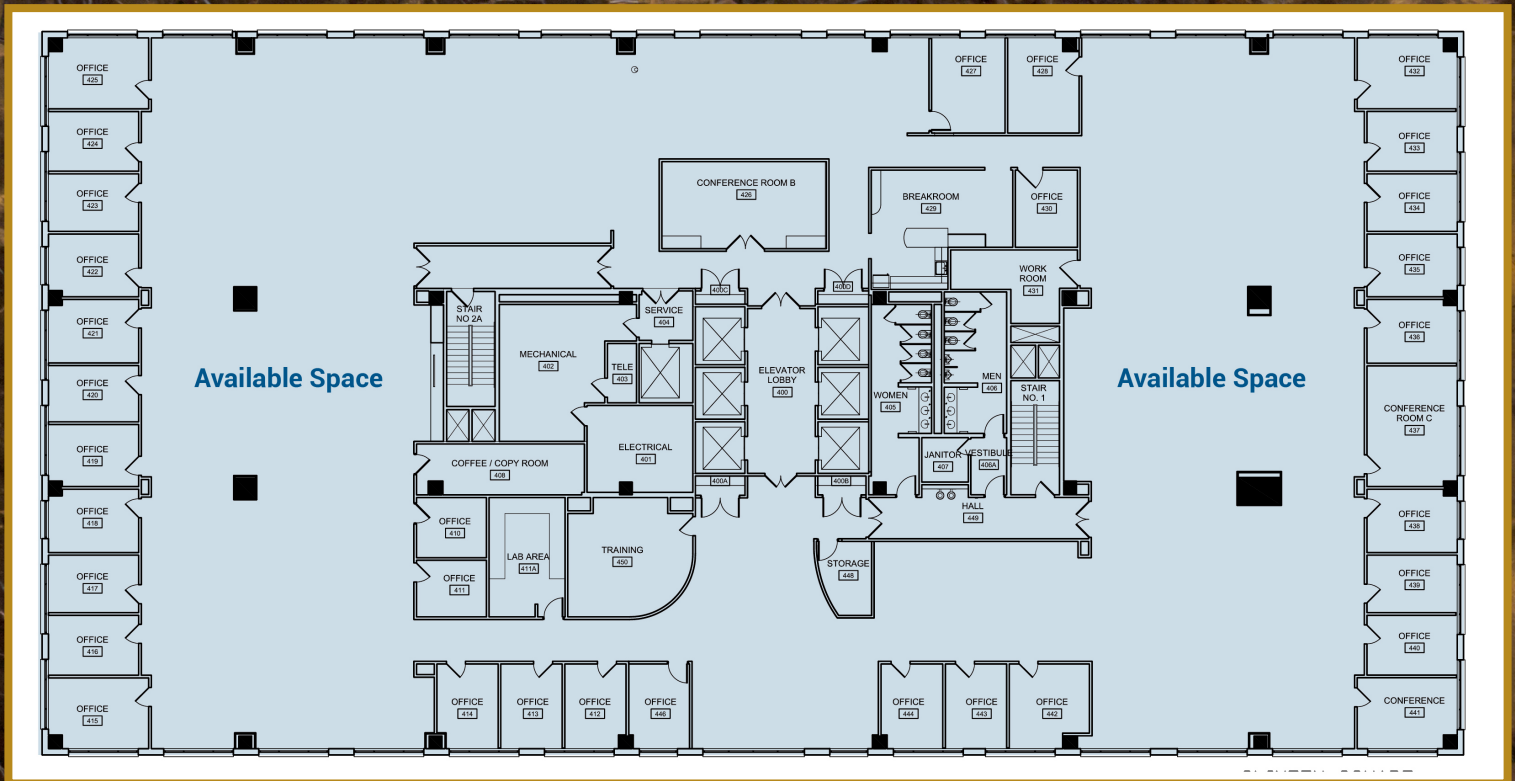 OFFICE
425
OFFICE
424
OFFICE
423
OFFICE
422
OFFICE
421
OFFICE
420
OFFICE
419
OFFICE
418
OFFICE
417
OFFICE
416
OFFICE
415
Available Space
STAIR
NO 2A
MECHANICAL
402
SERVICE
404
TELE
403
ELECTRICAL
401
COFFEE / COPY ROOM
408
OFFICE
410
OFFICE
411
LAB AREA
411A
TRAINING
450
OFFICE
414
OFFICE
413
OFFICE
412
OFFICE
446
CONFERENCE ROOM B
426
400C
400D
ELEVATOR
LOBBY
400
400A
400B
OFFICE
427
OFFICE
428
BREAKROOM
429
OFFICE
430
WORK
ROOM
431
WOMEN
405
MEN
406
JANITOR
407
VESTIBULE
406A
STAIR
NO. 1
HALL
449
STORAGE
448
OFFICE
444
OFFICE
443
OFFICE
442
Available Space
OFFICE
432
OFFICE
433
OFFICE
434
OFFICE
435
OFFICE
436
CONFERENCE
ROOM C
437
OFFICE
438
OFFICE
439
OFFICE
440
CONFERENCE
441